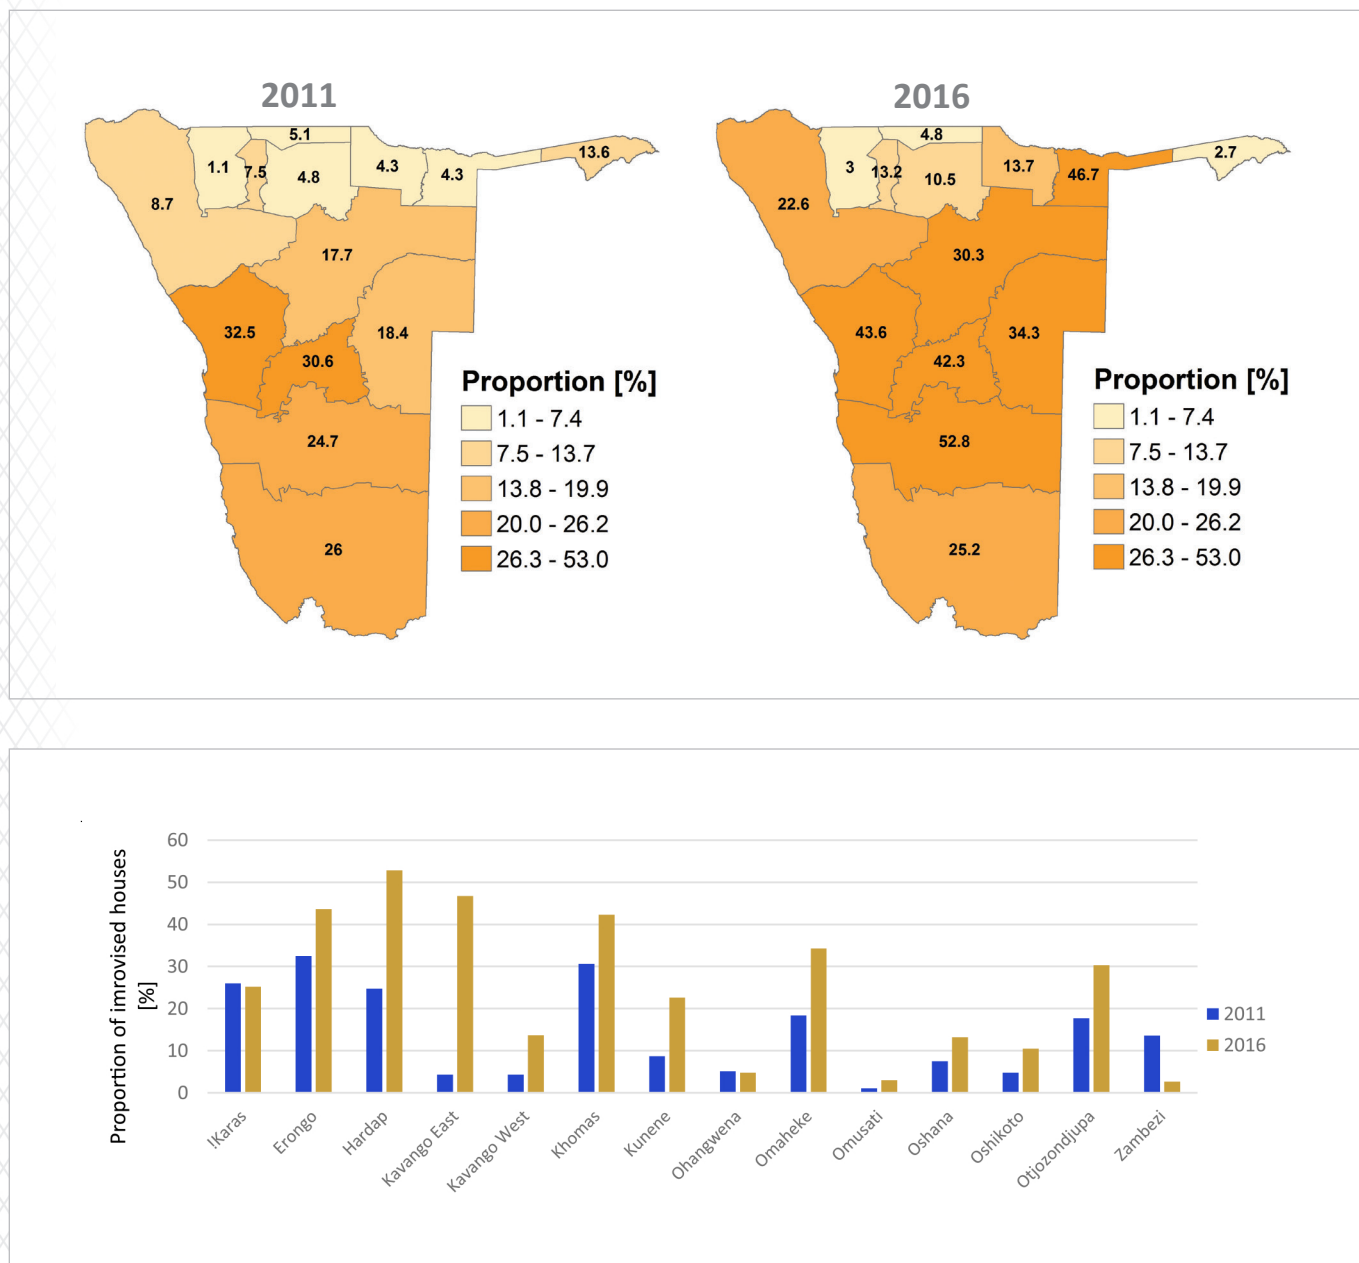 2011
5.1
1.1
7.5
4.8
4.3
4.3
13.6
8.7
17.7
32.5
30.6
18.4
24.7
26
Proportion [%]
1.1 - 7.4
7.5 - 13.7
13.8 - 19.9
20.0 - 26.2
26.3 - 53.0
2016
4.8
3
13.2
10.5
13.7
46.7
2.7
22.6
30.3
43.6
42.3
34.3
52.8
25.2
Proportion [%]
1.1 - 7.4
7.5 - 13.7
13.8 - 19.9
20.0 - 26.2
26.3 - 53.0
Proportion of imrovised houses
[%]
60
50
40
30
20
10
0
!Karas
Erongo
Hardap
Kavango East
Kavango West
Khomas
Kunene
Ohangwena
Omaheke
Omusati
Oshana
Oshikoto
Otjozondjupa
Zambezi
2011
2016